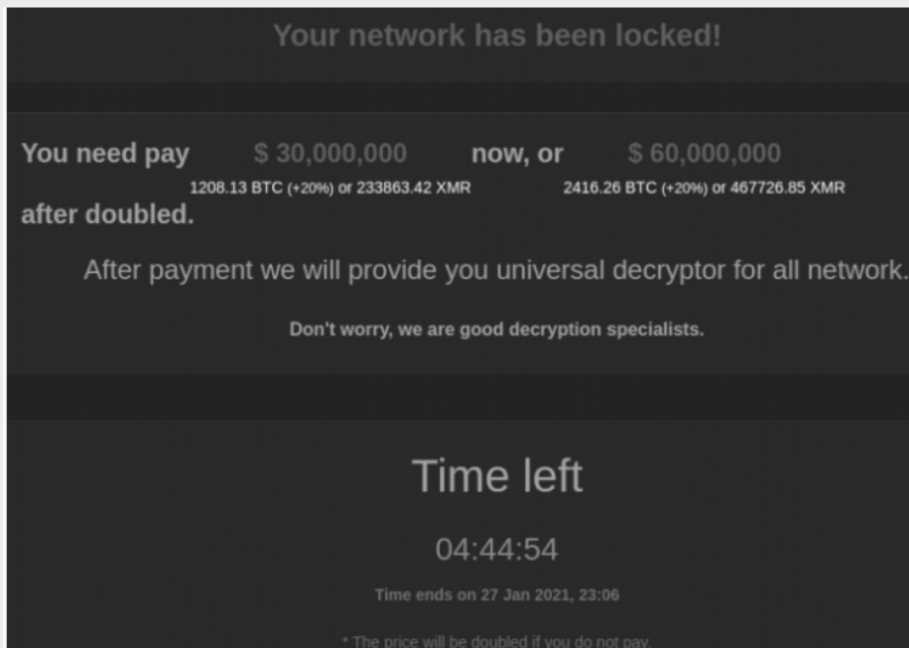 Your network has been locked!
You need pay $ 30,000,000 now, or $ 60,000,000
1208.13 BTC (+20%) or 233863.42 XMR 2416.26 BTC (+20%) or 467726.85 XMR
after doubled.
After payment we will provide you universal decryptor for all network.
Don't worry, we are good decryption specialists.
Time left
04:44:54
Time ends on 27 Jan 2021, 23:06
* The price will be doubled if you do not pay.